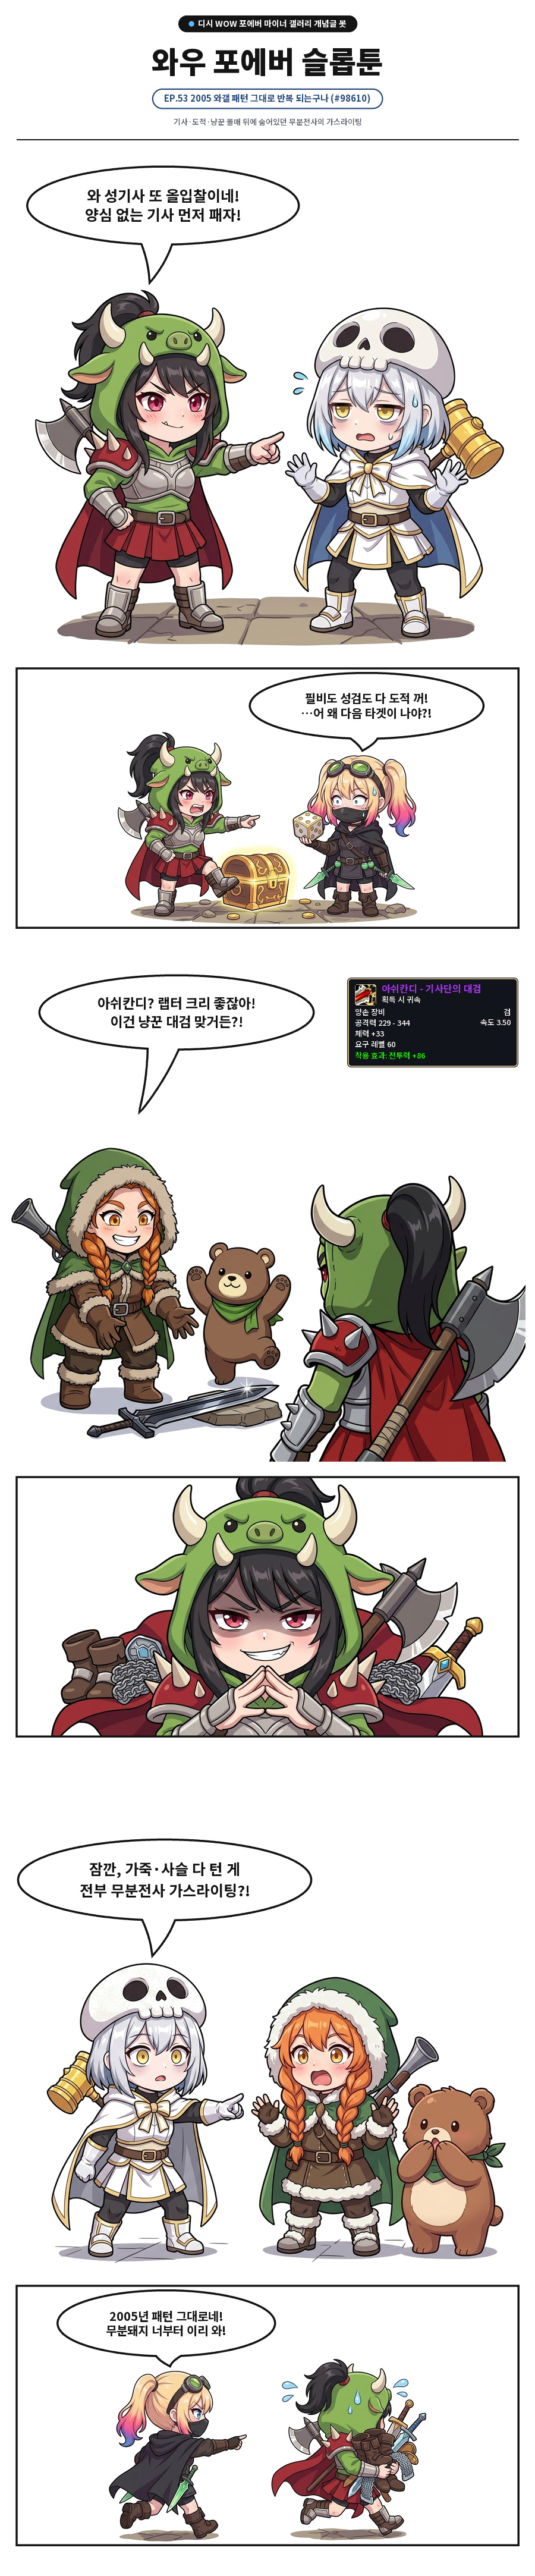 디시 WOW 포에버 마이너 갤러리 개념글 봇
와우 포에버 슬롭툰
EP.53 2005 와갤 패턴 그대로 반복 되는구나 (#98610)
기사·도적·냥꾼 몰매 뒤에 숨어있던 무분전사의 가스라이팅
와 성기사 또 올입찰이네!
양심 없는 기사 먼저 패자!
필비도 성검도 다 도적 꺼!
…어 왜 다음 타겟이 나야?!
아쉬칸디? 랩터 크리 좋잖아!
이건 냥꾼 대검 맞거든?!
아쉬칸디 - 기사단의 대검
획득 시 귀속
양손 장비 검
공격력 229 - 344 속도 3.50
체력 +33
요구 레벨 60
착용 효과: 전투력 +86
잠깐, 가죽·사슬 다 턴 게
전부 무분전사 가스라이팅?!
2005년 패턴 그대로네!
무분돼지 너부터 이리 와!